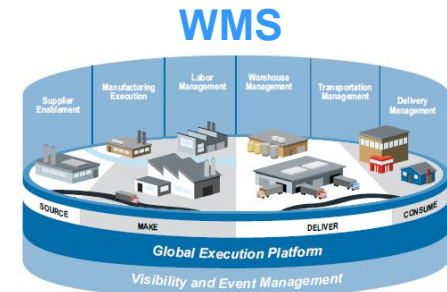 WMS
Supplier
Enablement
Manufacturing
Execution
Labor
Management
Warehouse
Management
Transportation
Management
Delivery
Management
SOURCE
MAKE
DELIVER
CONSUME
Global Execution Platform
Visibility and Event Management